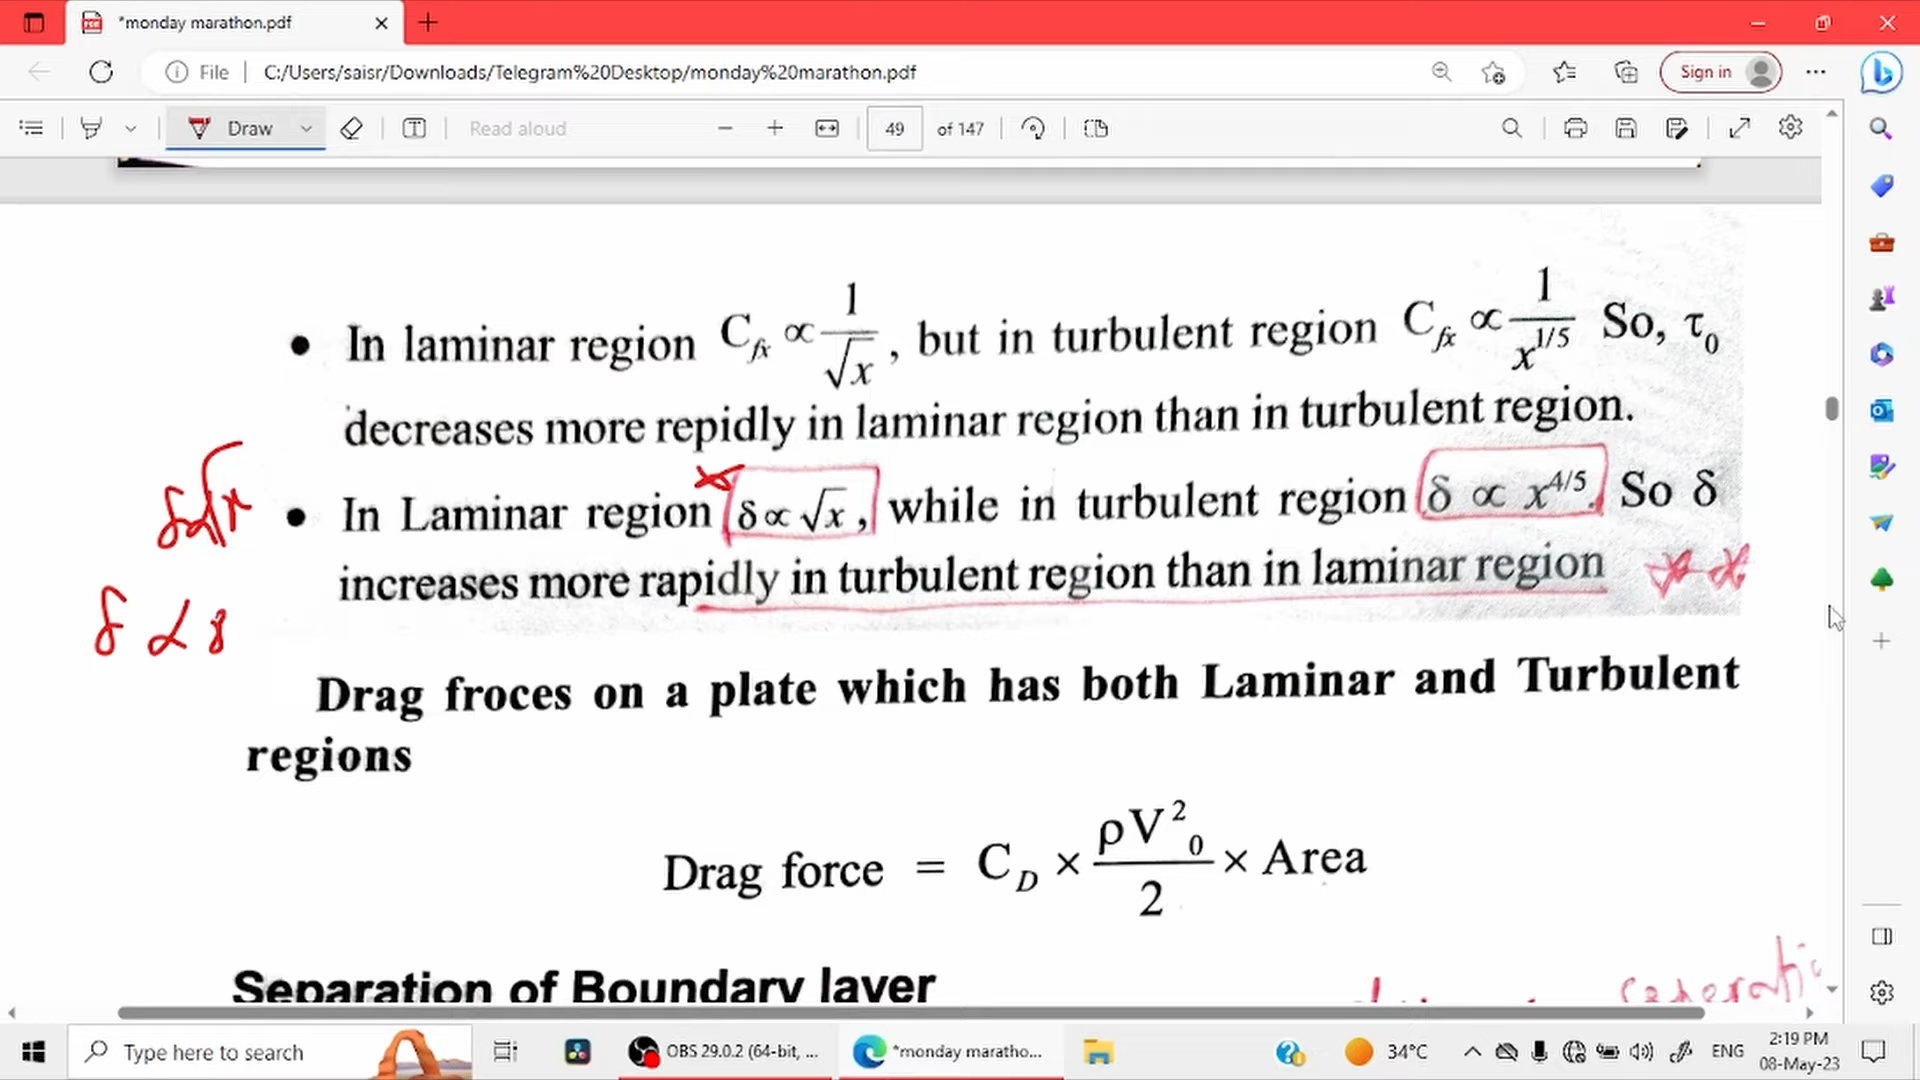 *monday marathon.pdf
File
C:/Users/saisr/Downloads/Telegram%20Desktop/monday%20marathon.pdf
Sign in
Draw
Read aloud
49 of 147
• In laminar region C_fx ∝ 1/√x, but in turbulent region C_fx ∝ 1/x^1/5 So, τ₀
decreases more repidly in laminar region than in turbulent region.
δ∝√x
• In Laminar region δ ∝ √x, while in turbulent region δ ∝ x^4/5. So δ
increases more rapidly in turbulent region than in laminar region
δ ∝
Drag froces on a plate which has both Laminar and Turbulent
regions
Drag force = C_D × ρV²₀/2 × Area
Separation of Boundary layer
Type here to search
OBS 29.0.2 (64-bit, ...
*monday maratho...
34°C
ENG
2:19 PM
08-May-23